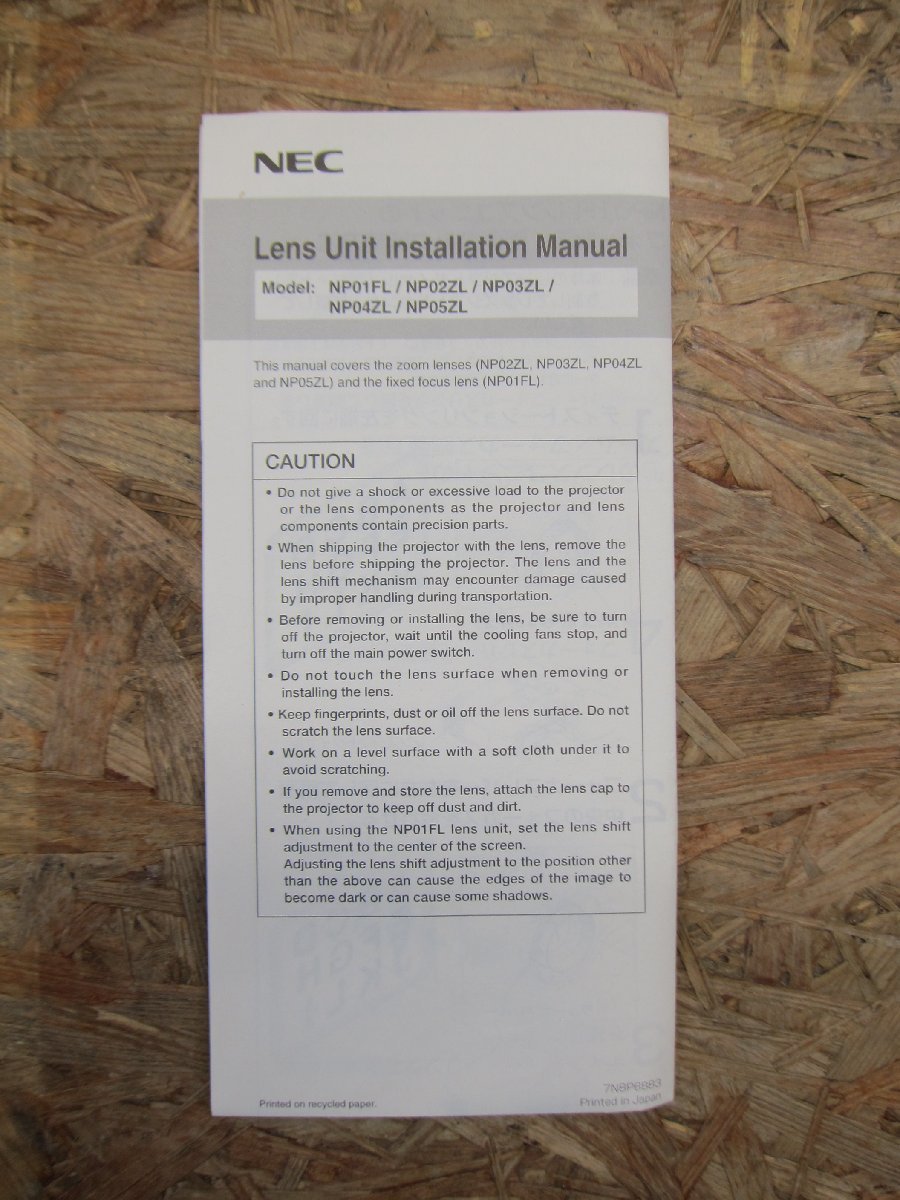 NEC
Lens Unit Installation Manual
Model: NP01FL / NP02ZL / NP03ZL /
NP04ZL / NP05ZL
This manual covers the zoom lenses (NP02ZL, NP03ZL, NP04ZL
and NP05ZL) and the fixed focus lens (NP01FL).
CAUTION
• Do not give a shock or excessive load to the projector
or the lens components as the projector and lens
components contain precision parts.
• When shipping the projector with the lens, remove the
lens before shipping the projector. The lens and the
lens shift mechanism may encounter damage caused
by improper handling during transportation.
• Before removing or installing the lens, be sure to turn
off the projector, wait until the cooling fans stop, and
turn off the main power switch.
• Do not touch the lens surface when removing or
installing the lens.
• Keep fingerprints, dust or oil off the lens surface. Do not
scratch the lens surface.
• Work on a level surface with a soft cloth under it to
avoid scratching.
• If you remove and store the lens, attach the lens cap to
the projector to keep off dust and dirt.
• When using the NP01FL lens unit, set the lens shift
adjustment to the center of the screen.
Adjusting the lens shift adjustment to the position other
than the above can cause the edges of the image to
become dark or can cause some shadows.
7N8P6883
Printed on recycled paper.
Printed in Japan